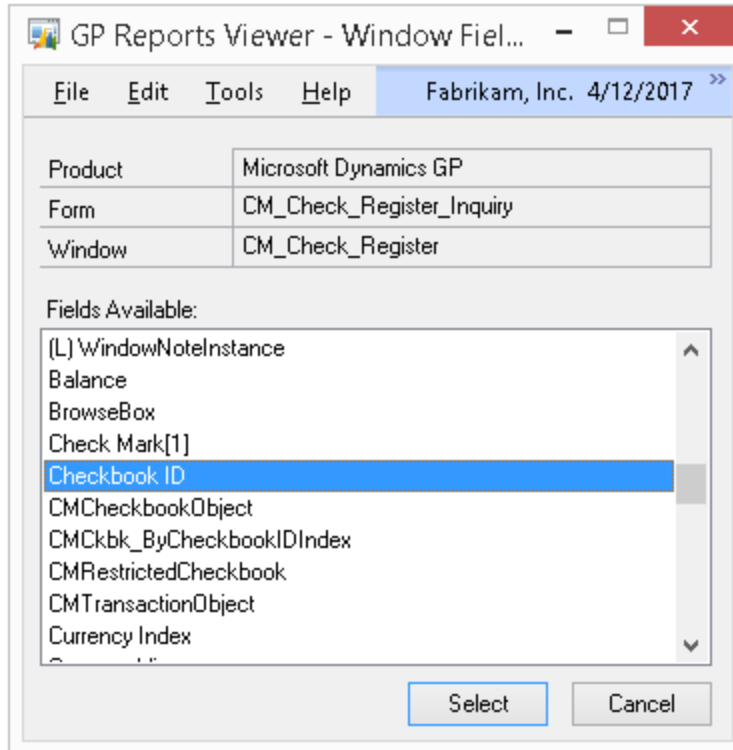 GP Reports Viewer - Window Fiel...
File Edit Tools Help Fabrikam, Inc. 4/12/2017 »
Product Microsoft Dynamics GP
Form CM_Check_Register_Inquiry
Window CM_Check_Register
Fields Available:
(L) WindowNoteInstance
Balance
BrowseBox
Check Mark[1]
Checkbook ID
CMCheckbookObject
CMCkbk_ByCheckbookIDIndex
CMRestrictedCheckbook
CMTransactionObject
Currency Index
Select Cancel